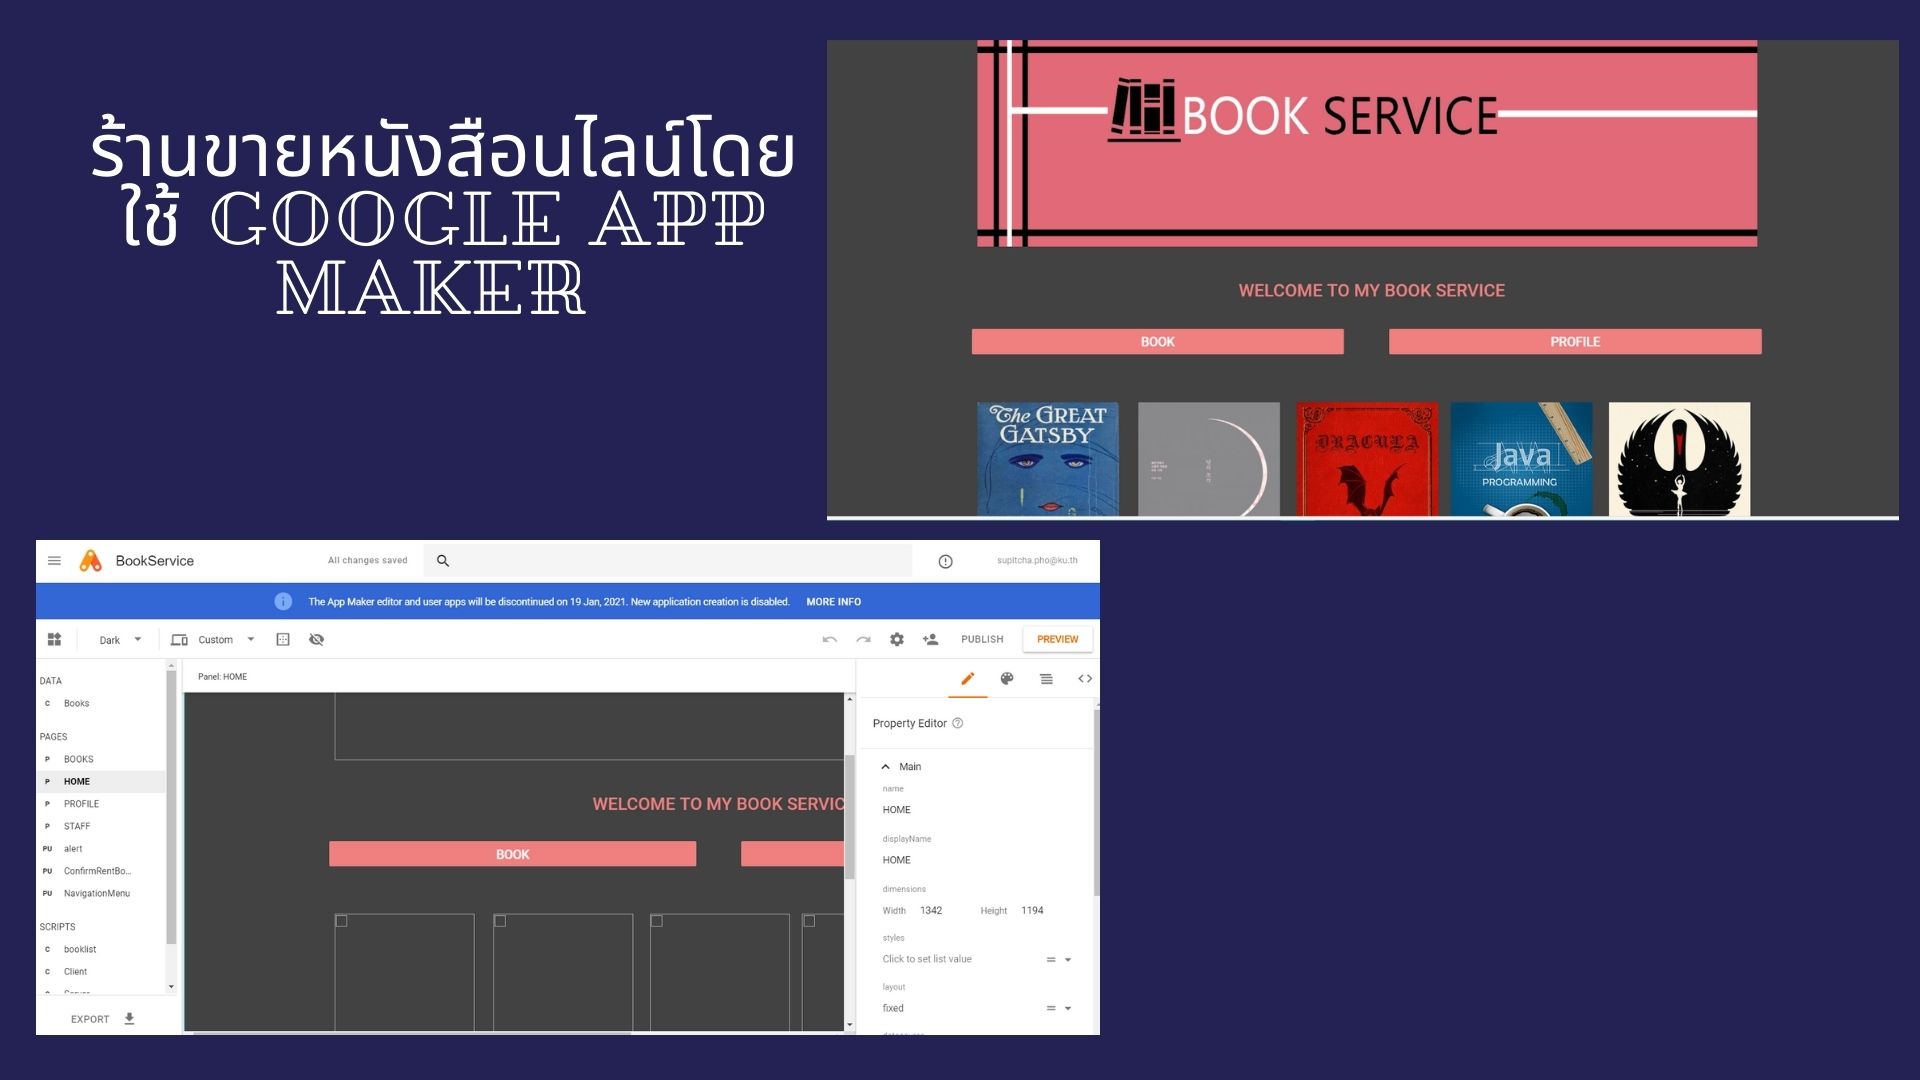 ร้านขายหนังสือนไลน์โดย
ใช้ GOOGLE APP
MAKER
BOOK SERVICE
WELCOME TO MY BOOK SERVICE
BOOK
PROFILE
The GREAT
GATSBY
DRACULA
Java
PROGRAMMING
BookService
All changes saved
supitcha.pho@ku.th
The App Maker editor and user apps will be discontinued on 19 Jan, 2021. New application creation is disabled. MORE INFO
Dark
Custom
PUBLISH
PREVIEW
DATA
C Books
PAGES
P BOOKS
P HOME
P PROFILE
P STAFF
PU alert
PU ConfirmRentBo...
PU NavigationMenu
SCRIPTS
C booklist
C Client
EXPORT
Panel: HOME
WELCOME TO MY BOOK SERVIC
BOOK
Property Editor
Main
name
HOME
displayName
HOME
dimensions
Width 1342 Height 1194
styles
Click to set list value
layout
fixed